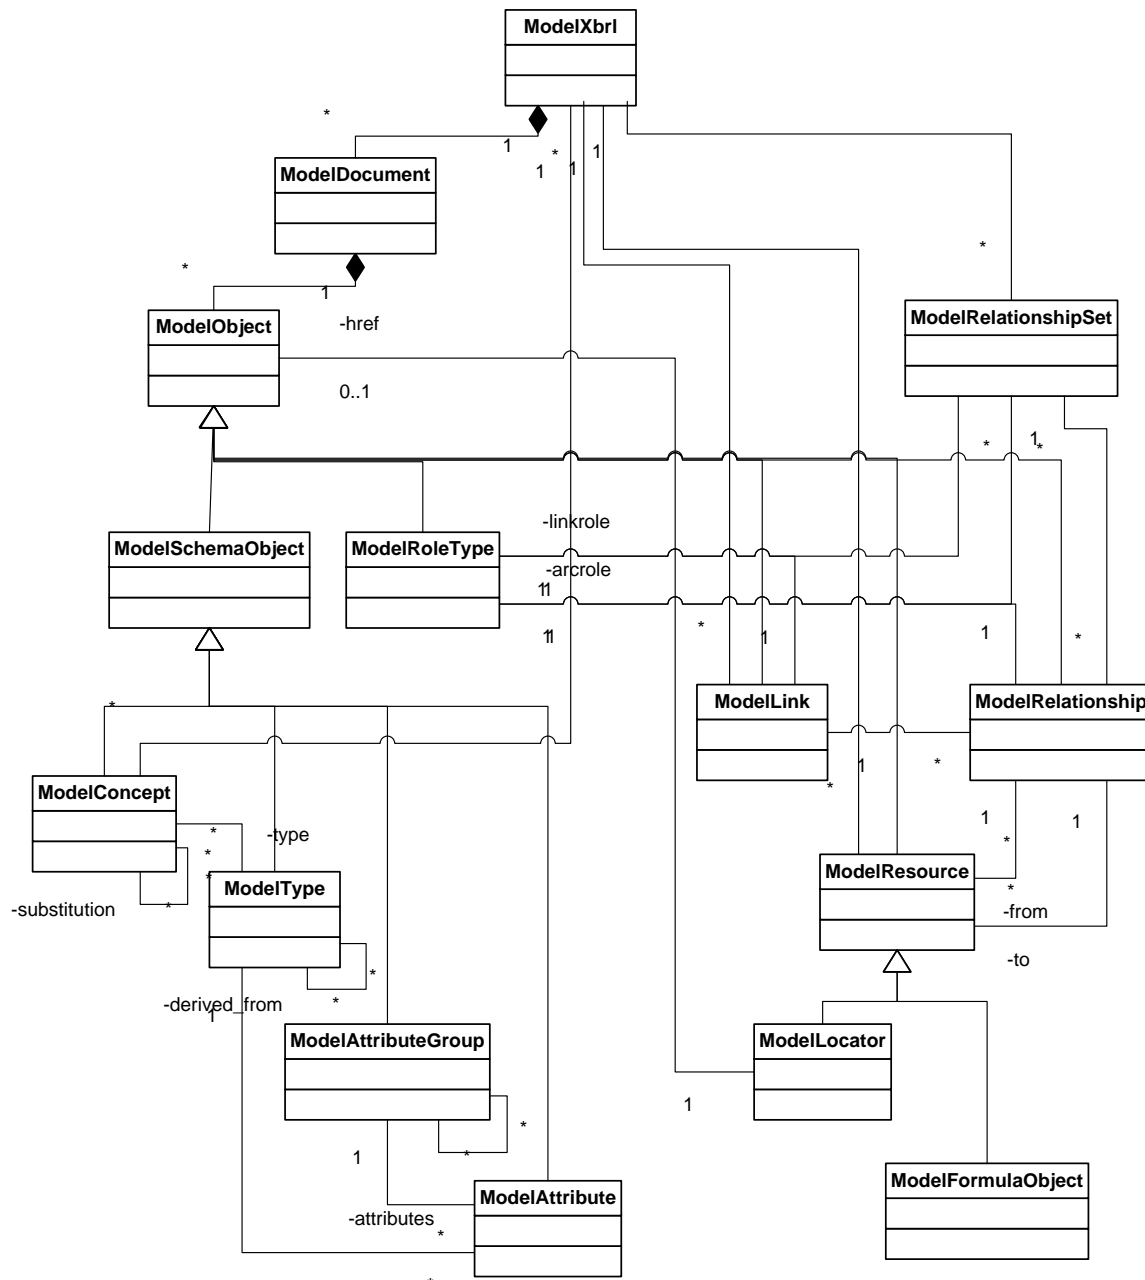 ModelXbrl
*
1
*
1
1
1
ModelDocument
*
*
1
-href
ModelObject
ModelRelationshipSet
0..1
*
1
*
-linkrole
ModelSchemaObject
ModelRoleType
-arcrole
1
1
*
1
1
*
1
1
ModelLink
ModelRelationship
*
1
*
*
ModelConcept
1
1
*
-type
*
*
*
ModelType
ModelResource
*
-substitution
*
-from
*
-to
*
-derived_from
1
ModelAttributeGroup
ModelLocator
1
*
1
*
ModelFormulaObject
ModelAttribute
-attributes
*
*